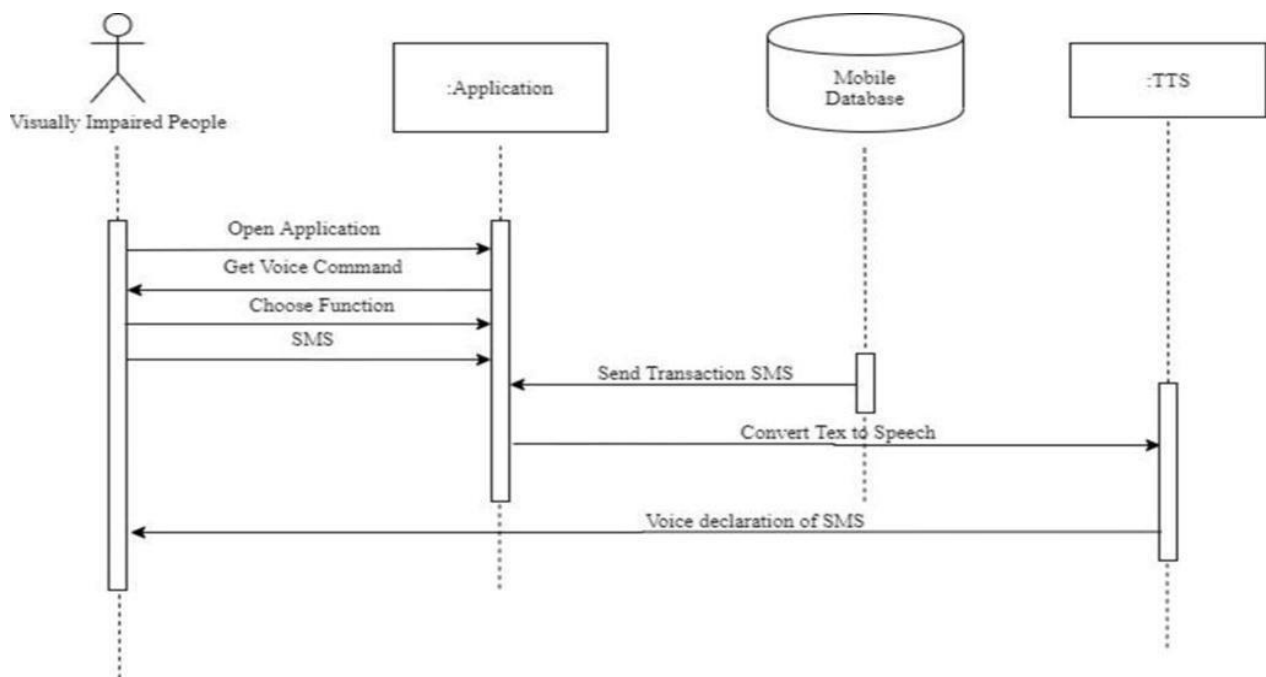 Visually Impaired People
:Application
Mobile
Database
:TTS
Open Application
Get Voice Command
Choose Function
SMS
Send Transaction SMS
Convert Tex to Speech
Voice declaration of SMS